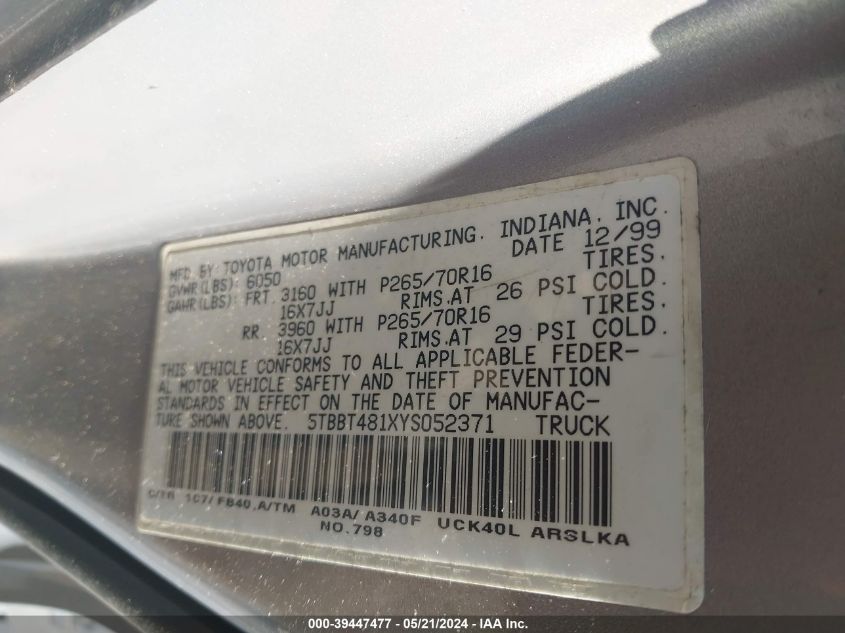 MFD. BY: TOYOTA MOTOR MANUFACTURING, INDIANA, INC.
GVWR(LBS): 6050 DATE 12/99
GAWR(LBS): FRT. 3160 WITH P265/70R16 TIRES.
16X7JJ RIMS.AT 26 PSI COLD.
RR. 3960 WITH P265/70R16 TIRES.
16X7JJ RIMS.AT 29 PSI COLD.
THIS VEHICLE CONFORMS TO ALL APPLICABLE FEDER-
AL MOTOR VEHICLE SAFETY AND THEFT PREVENTION
STANDARDS IN EFFECT ON THE DATE OF MANUFAC-
TURE SHOWN ABOVE. 5TBBT481XYS052371 TRUCK
C/TR 1C7/ FB40,A/TM A03A/ A340F UCK40L ARSLKA
NO.798
000-39447477 - 05/21/2024 - IAA Inc.